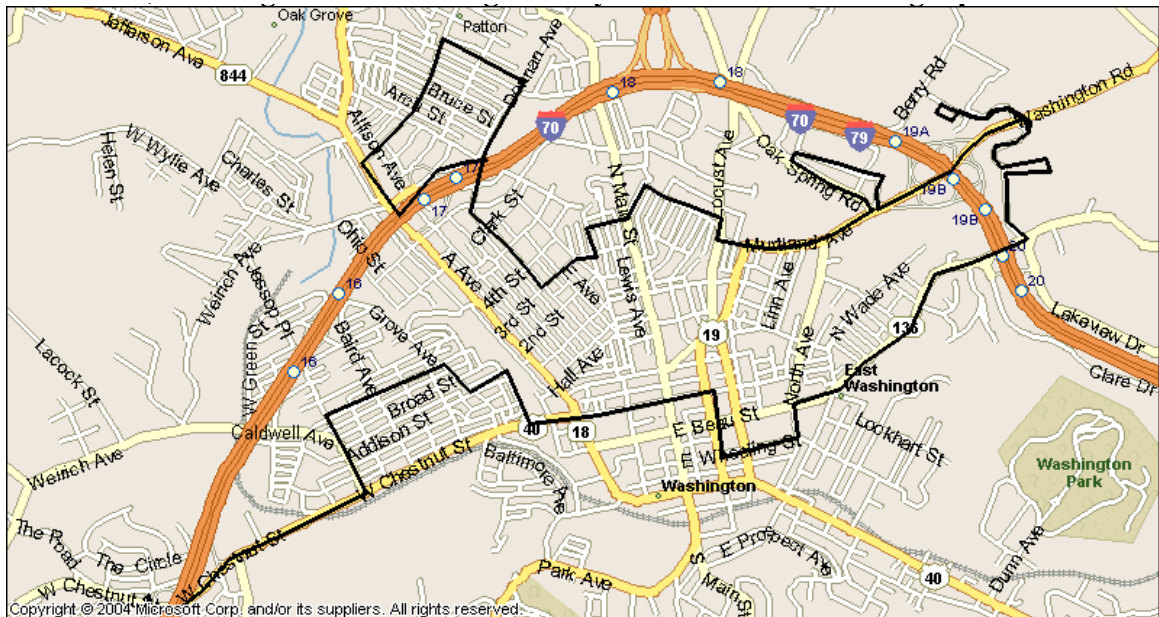 Oak Grove
Patton
Jefferson Ave
844
Donnan Ave
18
18
Berry Rd
Washington Rd
Bruce St
Arch St
70
70
79
19A
Allison Ave
Helen St
W Wylie Ave
Charles St
17
17
N Main St
Locust Ave
Oak Spring Rd
19B
19B
Clark St
Murtland Ave
20
20
Ohio St
A Ave
4th St
3rd St
2nd St
E Ave
Lewis Ave
Weirich Ave
Jessop Pl
16
Linn Ave
N Wade Ave
136
Lakeview Dr
Clare Dr
Lacock St
W Green St
Baird Ave
Grove Ave
16
Hall Ave
19
North Ave
East
Washington
Broad St
Addison St
Caldwell Ave
40
18
E Beau St
Lockhart St
Weirich Ave
W Chestnut St
Baltimore Ave
W Wheeling St
Washington
Washington
Park
The Road
The Circle
W Chestnut St
E Prospect Ave
Dunn Ave
Park Ave
S Main St
40
W Chestnut St
Copyright © 2004 Microsoft Corp. and/or its suppliers. All rights reserved.